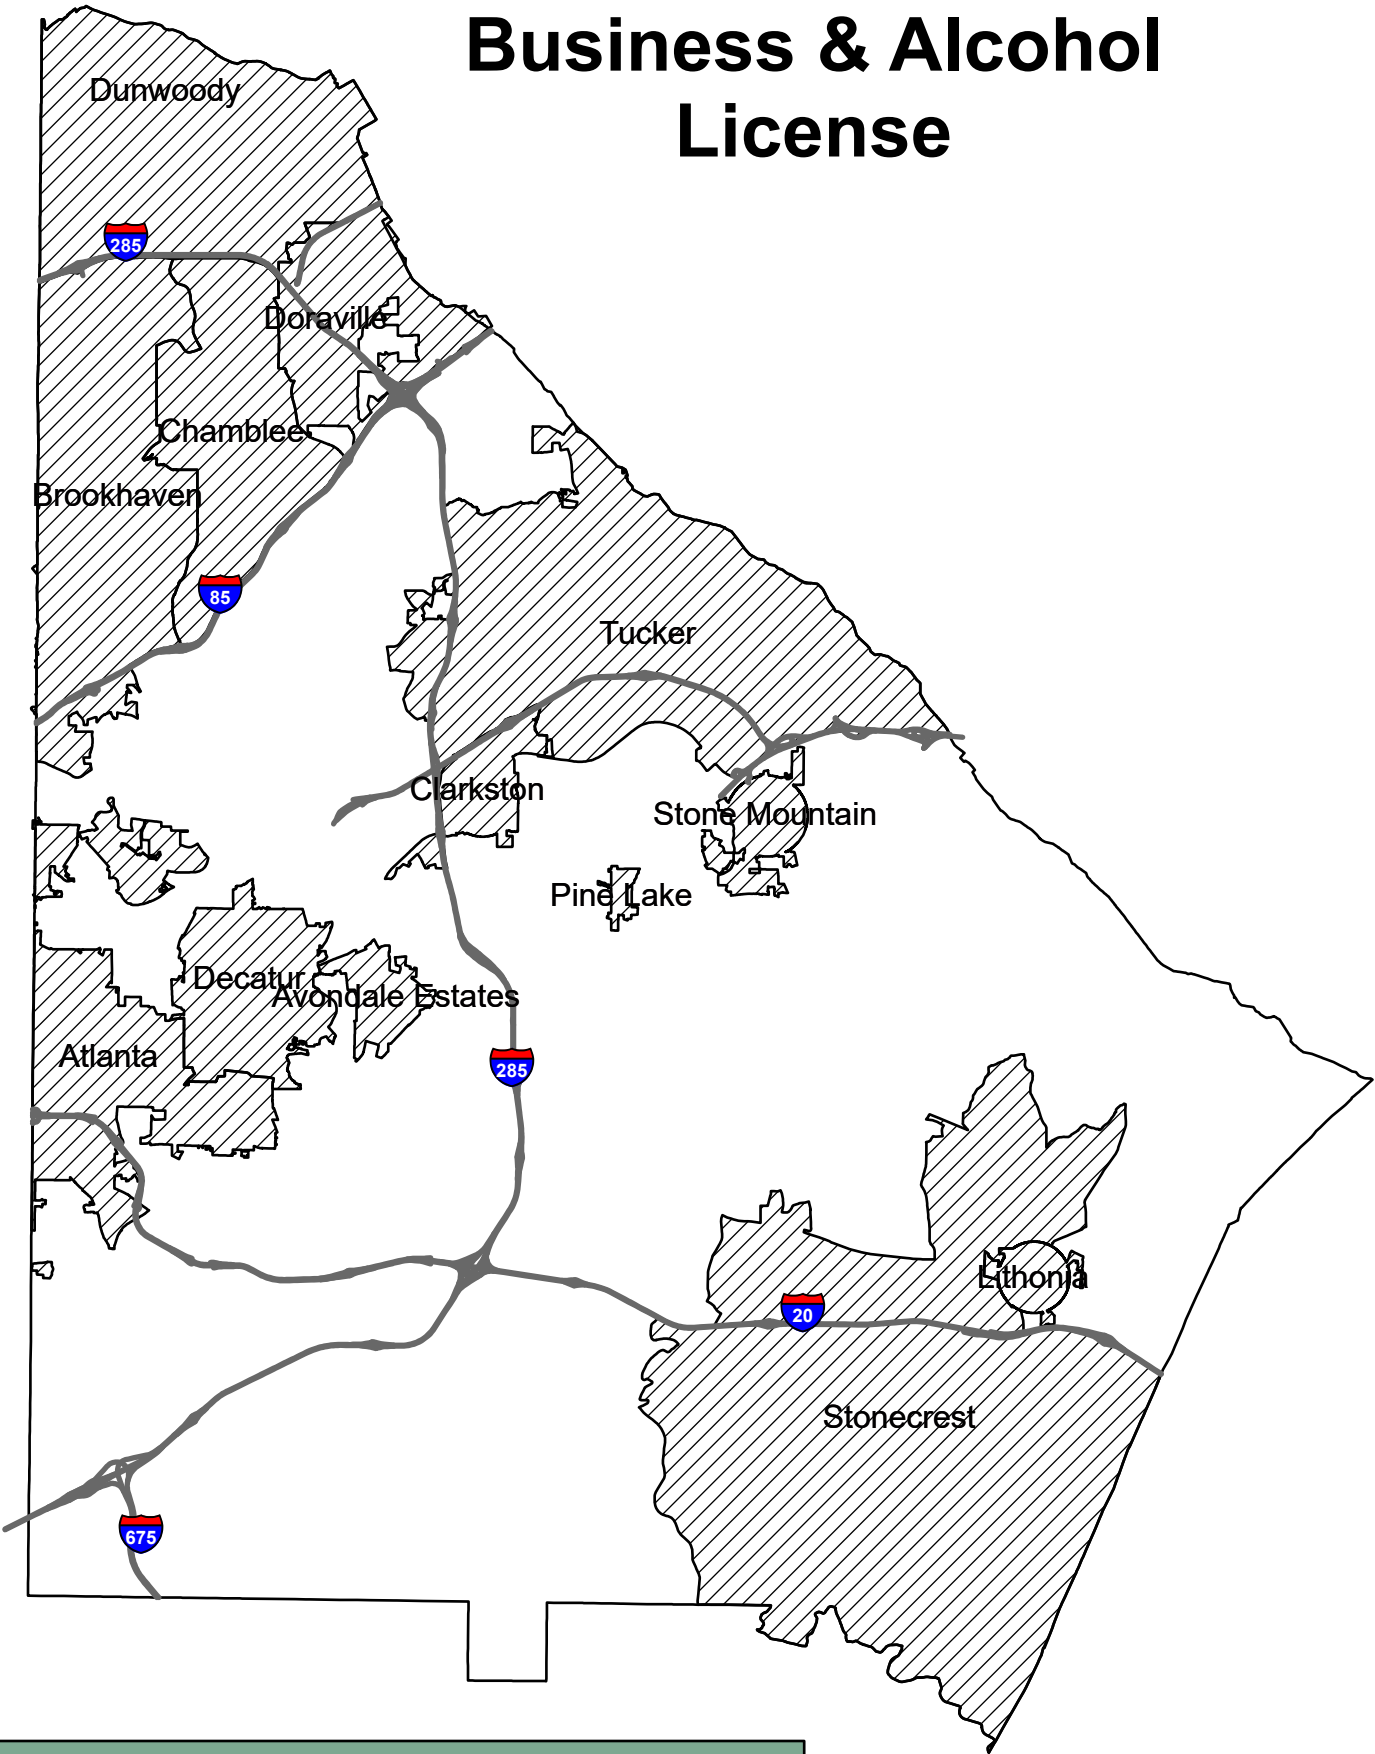 Business & Alcohol
License
Dunwoody
285
Doraville
Chamblee
Brookhaven
85
Tucker
Clarkston
Stone Mountain
Pine Lake
Decatur
Avondale Estates
Atlanta
285
Lithonia
20
Stonecrest
675